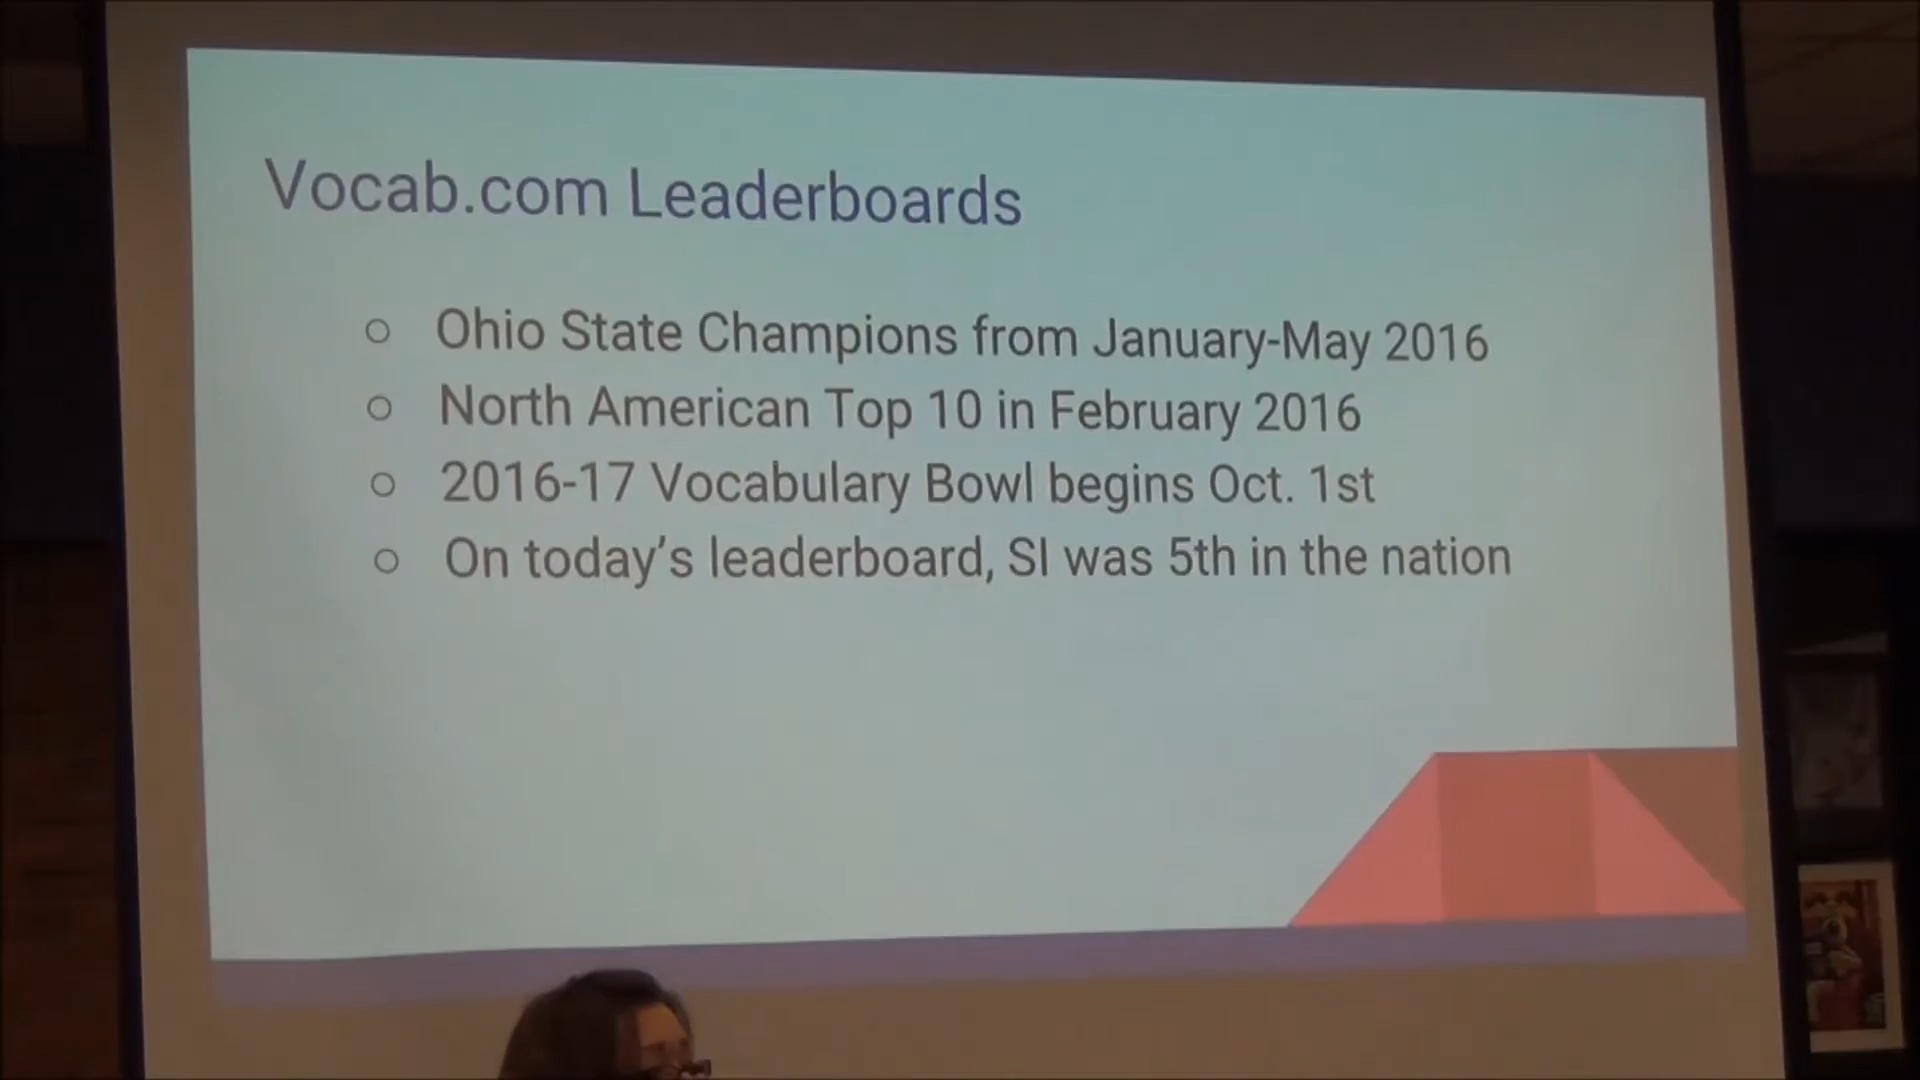 Vocab.com Leaderboards
Ohio State Champions from January-May 2016
North American Top 10 in February 2016
2016-17 Vocabulary Bowl begins Oct. 1st
On today's leaderboard, SI was 5th in the nation